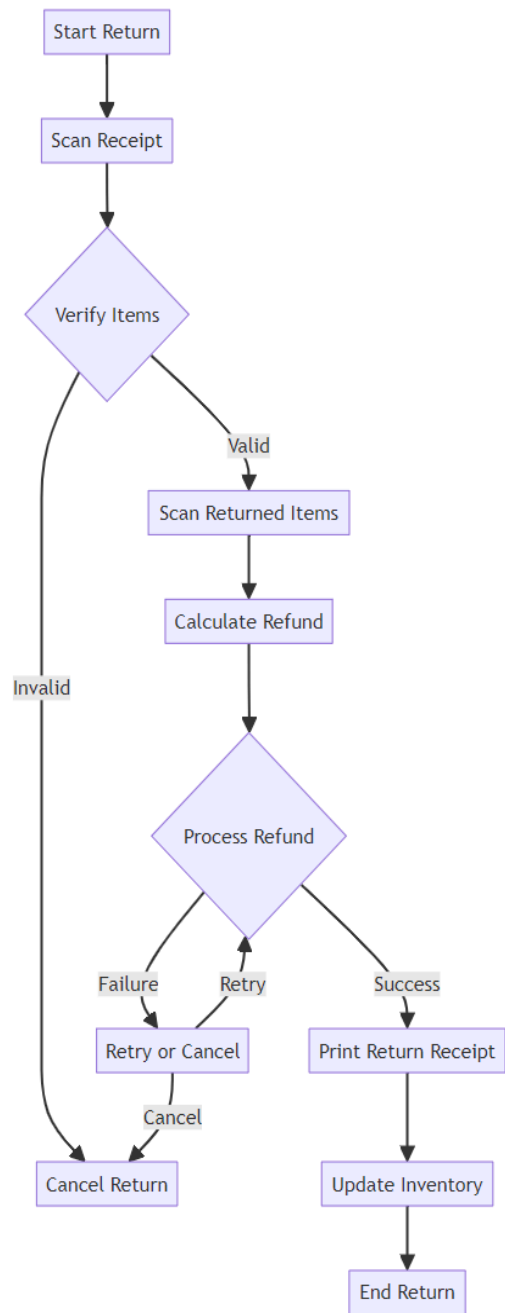 Start Return
Scan Receipt
Verify Items
Valid
Scan Returned Items
Calculate Refund
Invalid
Process Refund
Failure
Retry
Success
Retry or Cancel
Print Return Receipt
Cancel
Cancel Return
Update Inventory
End Return